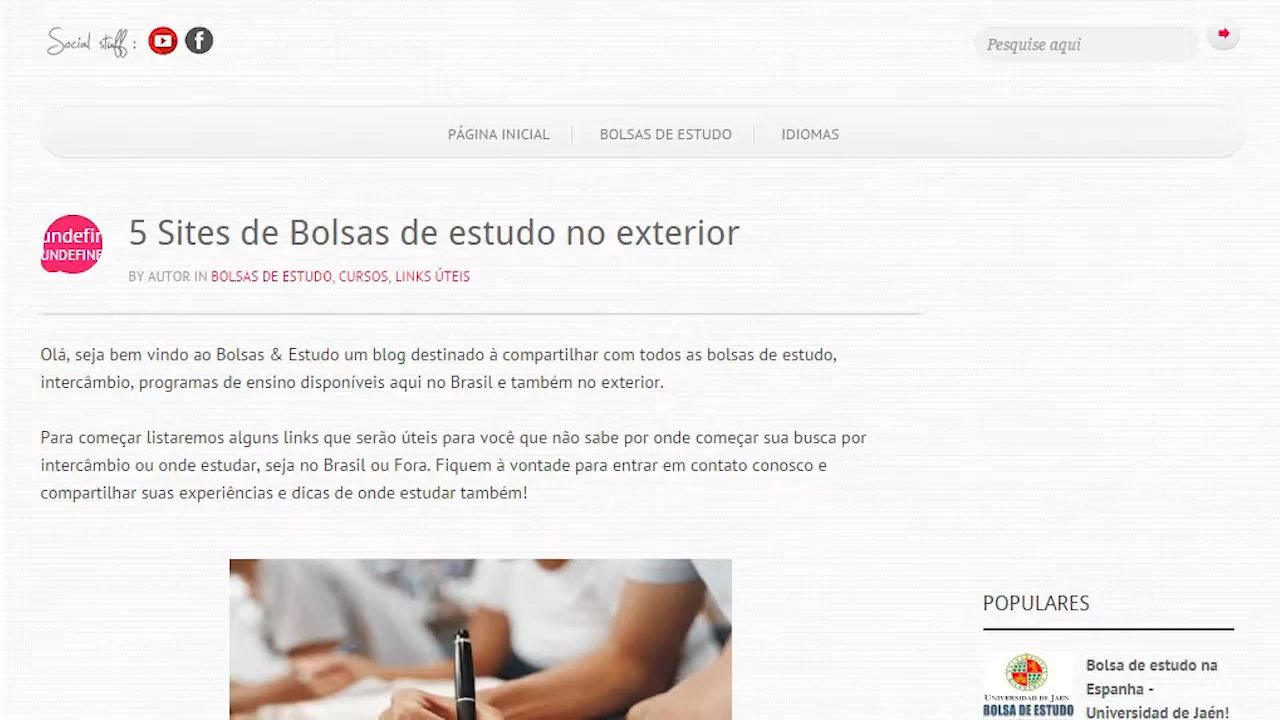 Social stuff :
Pesquise aqui
PÁGINA INICIAL
BOLSAS DE ESTUDO
IDIOMAS
undefin
UNDEFINE
5 Sites de Bolsas de estudo no exterior
BY AUTOR IN BOLSAS DE ESTUDO, CURSOS, LINKS ÚTEIS
Olá, seja bem vindo ao Bolsas & Estudo um blog destinado à compartilhar com todos as bolsas de estudo,
intercâmbio, programas de ensino disponíveis aqui no Brasil e também no exterior.
Para começar listaremos alguns links que serão úteis para você que não sabe por onde começar sua busca por
intercâmbio ou onde estudar, seja no Brasil ou Fora. Fiquem à vontade para entrar em contato conosco e
compartilhar suas experiências e dicas de onde estudar também!
POPULARES
UNIVERSIDAD DE JAÉN
BOLSA DE ESTUDO
Bolsa de estudo na
Espanha -
Universidad de Jaén!